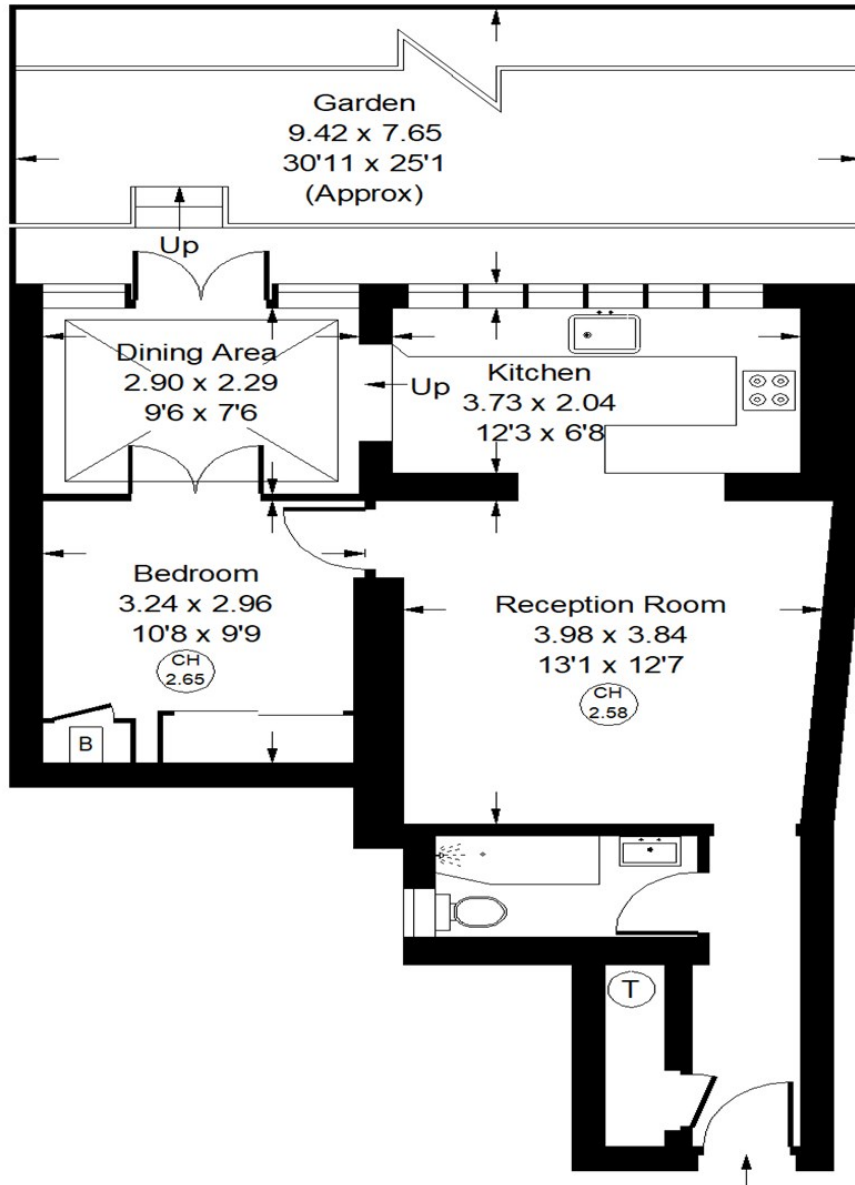 Garden
9.42 x 7.65
30'11 x 25'1
(Approx)
Up
Dining Area
2.90 x 2.29
9'6 x 7'6
Up
Kitchen
3.73 x 2.04
12'3 x 6'8
Bedroom
3.24 x 2.96
10'8 x 9'9
CH
2.65
B
Reception Room
3.98 x 3.84
13'1 x 12'7
CH
2.58
T